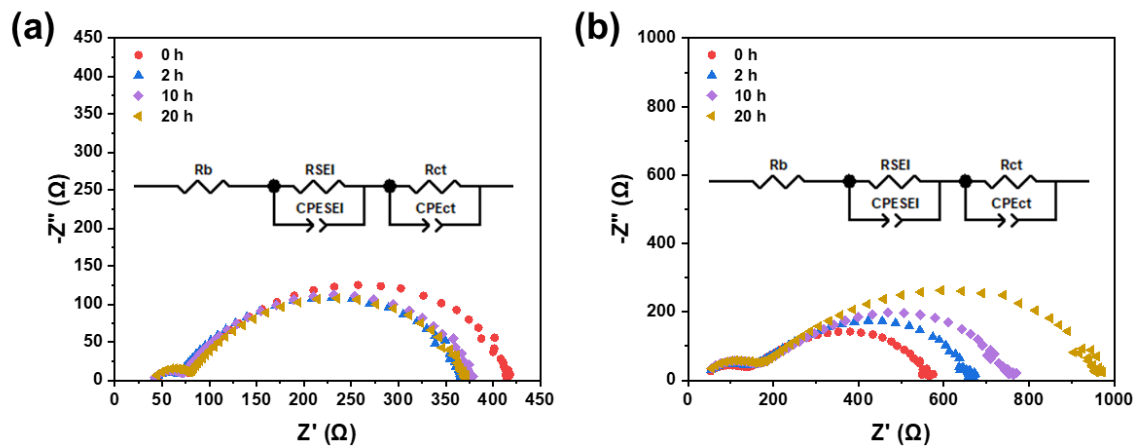 (a)
450
400
350
300
250
200
150
100
50
0
-Z'' (Ω)
0 h
2 h
10 h
20 h
Rb
RSEI
Rct
CPESEI
CPEct
0 50 100 150 200 250 300 350 400 450
Z' (Ω)
(b)
1000
800
600
400
200
0
-Z'' (Ω)
0 h
2 h
10 h
20 h
Rb
RSEI
Rct
CPESEI
CPEct
0 200 400 600 800 1000
Z' (Ω)